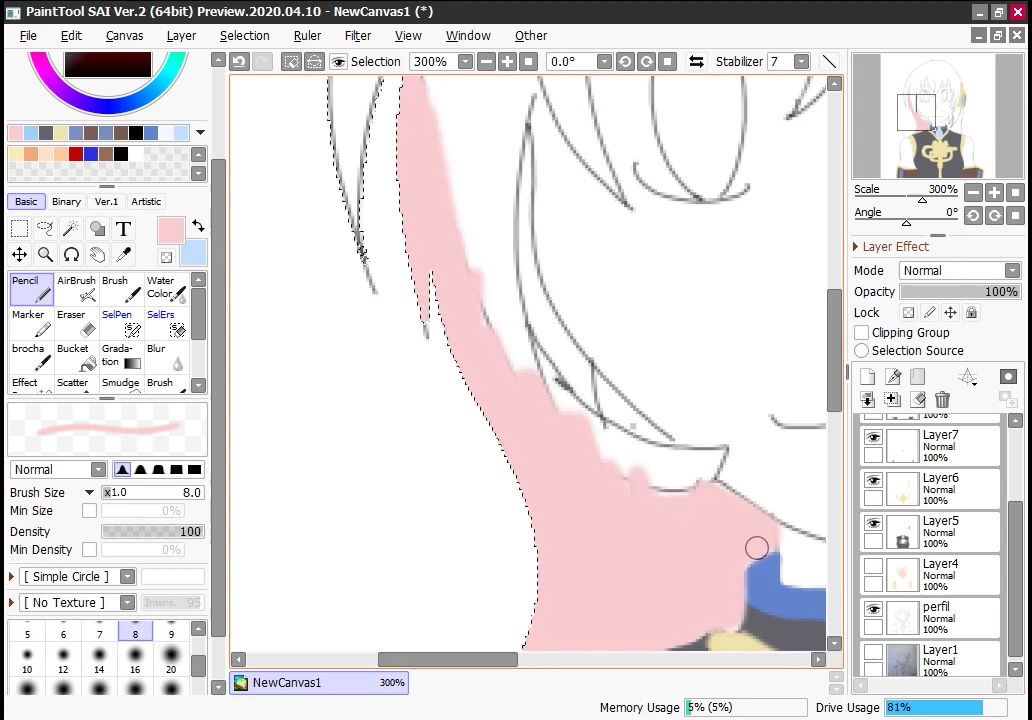 PaintTool SAI Ver.2 (64bit) Preview.2020.04.10 - NewCanvas1 (*)
File Edit Canvas Layer Selection Ruler Filter View Window Other
Selection 300% 0.0° Stabilizer 7
Scale 300%
Angle 0°
Basic Binary Ver.1 Artistic
T
Layer Effect
Mode Normal
Opacity 100%
Lock
Clipping Group
Selection Source
Pencil AirBrush Brush Water Color
Marker Eraser SelPen SelErs
brocha Bucket Grada-tion Blur
Effect Scatter Smudge Brush
Normal
Brush Size x1.0 8.0
Min Size 0%
Density 100
Min Density 0%
[ Simple Circle ]
[ No Texture ] Intens. 95
5 6 7 8 9
10 12 14 16 20
100%
Layer7
Normal
100%
Layer6
Normal
100%
Layer5
Normal
100%
Layer4
Normal
100%
perfil
Normal
100%
Layer1
Normal
100%
NewCanvas1 300%
Memory Usage 5% (5%) Drive Usage 81%